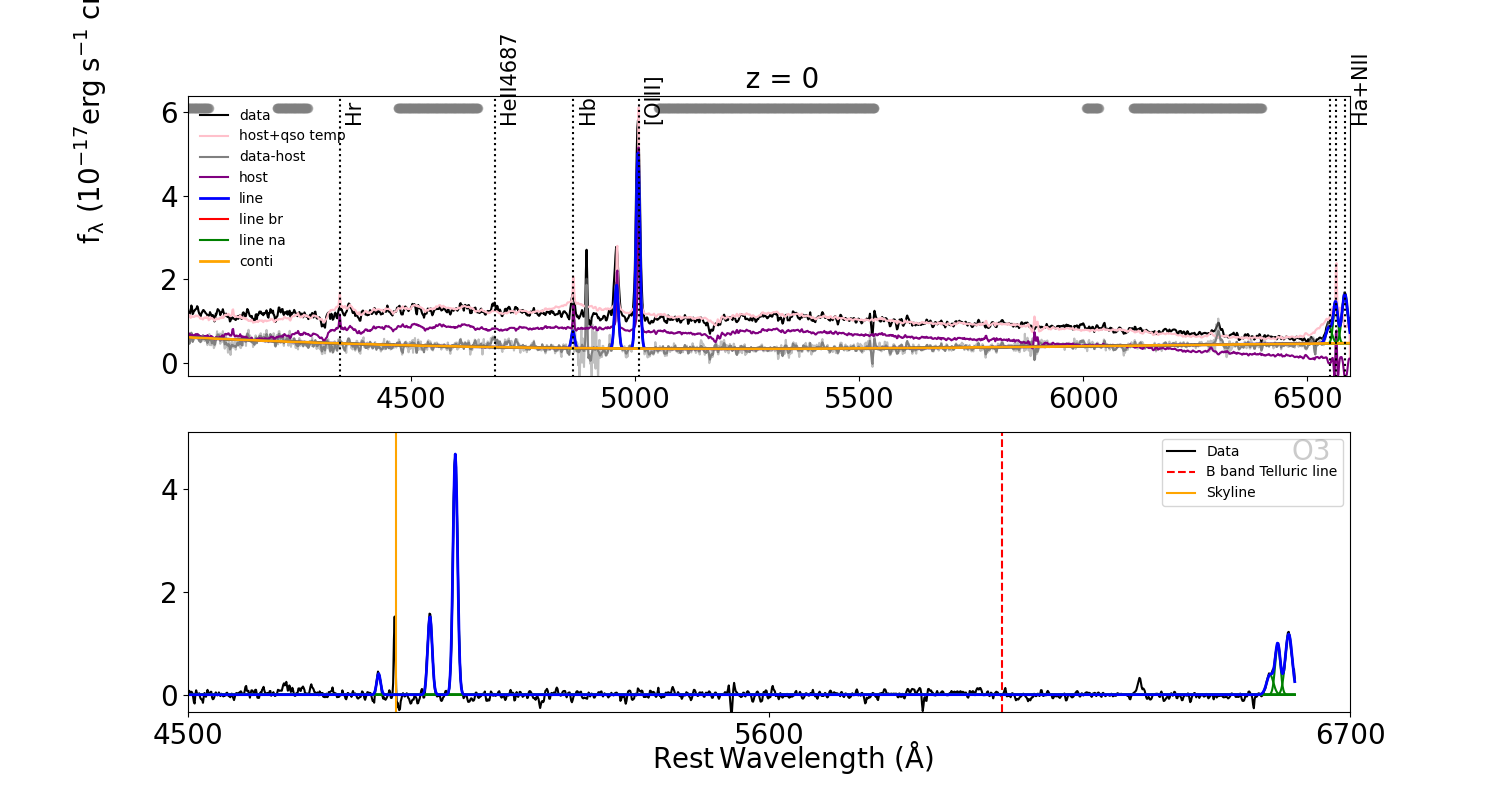 z = 0
f_λ (10^−17 erg s^−1 c
Hr
HeII4687
Hb
[OIII]
Ha+NII
data
host+qso temp
data-host
host
line
line br
line na
conti
6
4
2
0
4500 5000 5500 6000 6500
O3
Data
B band Telluric line
Skyline
4
2
0
4500 5600 6700
Rest Wavelength (Å)